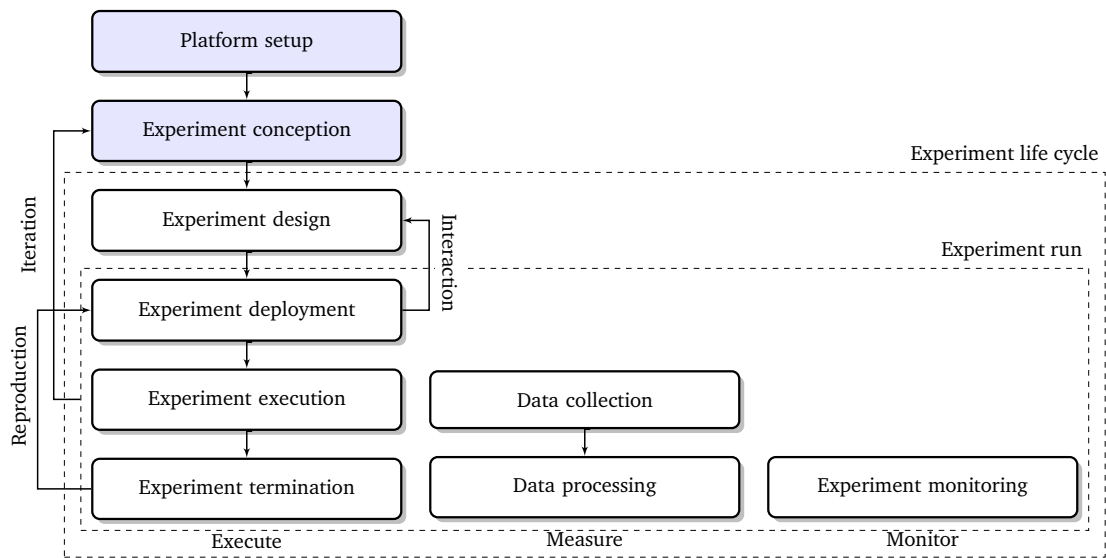 Platform setup
Experiment conception
Experiment life cycle
Experiment design
Iteration
Interaction
Experiment run
Experiment deployment
Reproduction
Experiment execution
Data collection
Experiment termination
Data processing
Experiment monitoring
Execute
Measure
Monitor